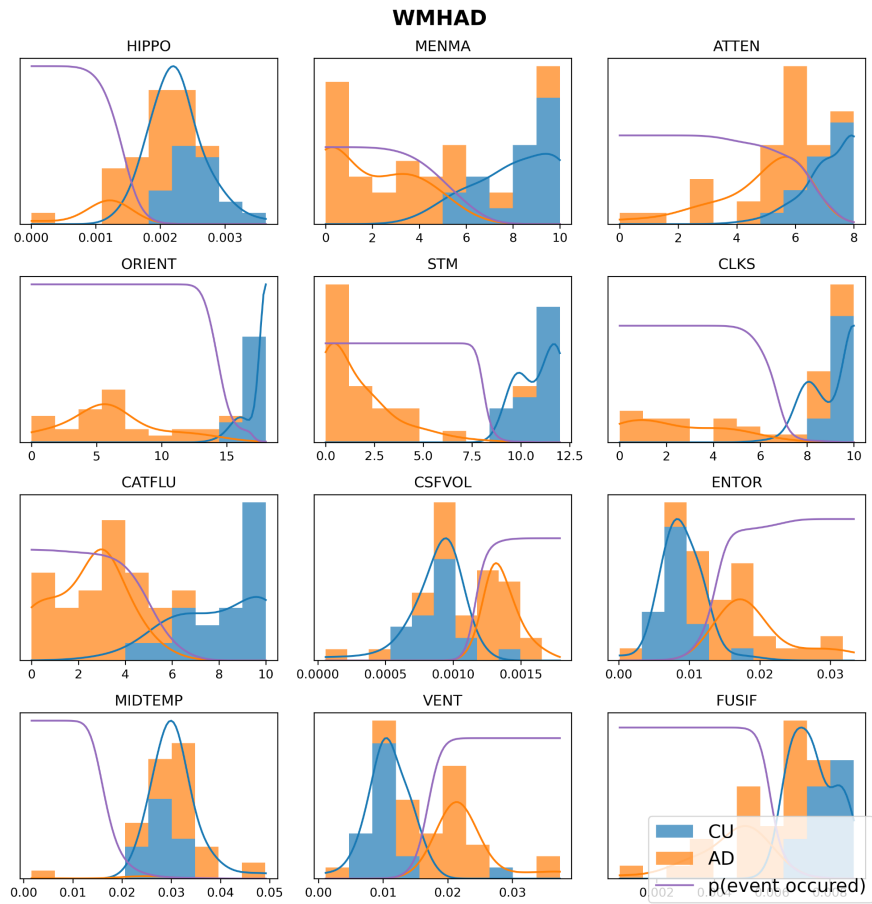 WMHAD
HIPPO MENMA ATTEN
0.000 0.001 0.002 0.003 0 2 4 6 8 10 0 2 4 6 8
ORIENT STM CLKS
0 5 10 15 0.0 2.5 5.0 7.5 10.0 12.5 0 2 4 6 8 10
CATFLU CSFVOL ENTOR
0 2 4 6 8 10 0.0000 0.0005 0.0010 0.0015 0.00 0.01 0.02 0.03
MIDTEMP VENT FUSIF
CU
AD
p(event occured)
0.00 0.01 0.02 0.03 0.04 0.05 0.00 0.01 0.02 0.03